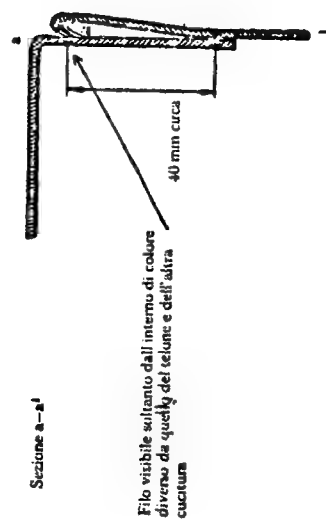 Sezione a—a¹
a
40 mm circa
Filo visibile soltanto dall'interno di colore
diverso da quello del telone e dell'altra
cucitura